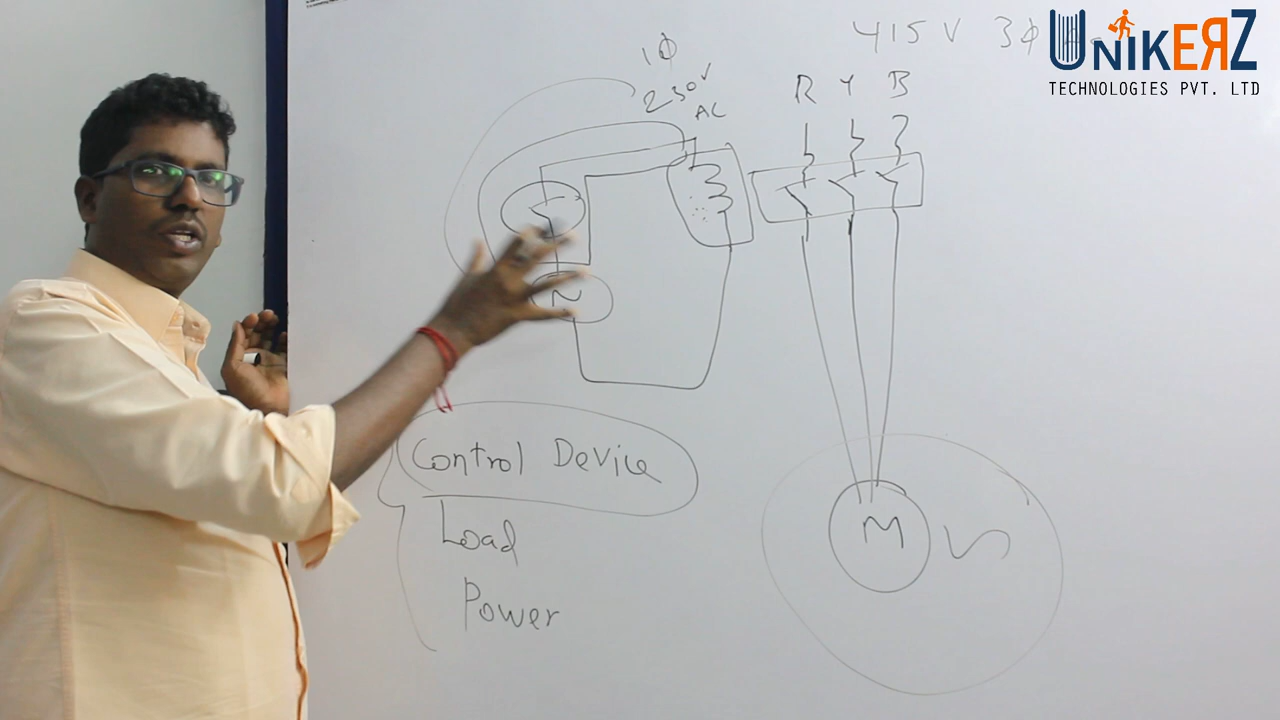 415 V 3Φ
UNIKERZ
TECHNOLOGIES PVT. LTD
1Φ
230V
AC
R Y B
~
Control Device
Load
Power
M